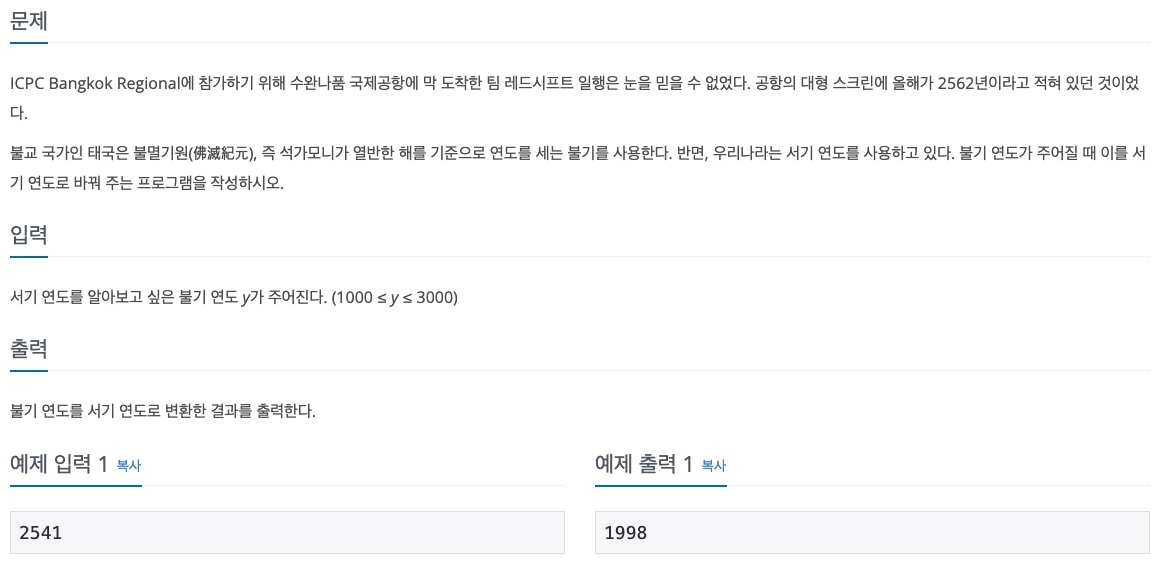 문제
ICPC Bangkok Regional에 참가하기 위해 수완나품 국제공항에 막 도착한 팀 레드시프트 일행은 눈을 믿을 수 없었다. 공항의 대형 스크린에 올해가 2562년이라고 적혀 있던 것이었
다.
불교 국가인 태국은 불멸기원(佛滅紀元), 즉 석가모니가 열반한 해를 기준으로 연도를 세는 불기를 사용한다. 반면, 우리나라는 서기 연도를 사용하고 있다. 불기 연도가 주어질 때 이를 서
기 연도로 바꿔 주는 프로그램을 작성하시오.
입력
서기 연도를 알아보고 싶은 불기 연도 y가 주어진다. (1000 ≤ y ≤ 3000)
출력
불기 연도를 서기 연도로 변환한 결과를 출력한다.
예제 입력 1 복사
2541
예제 출력 1 복사
1998